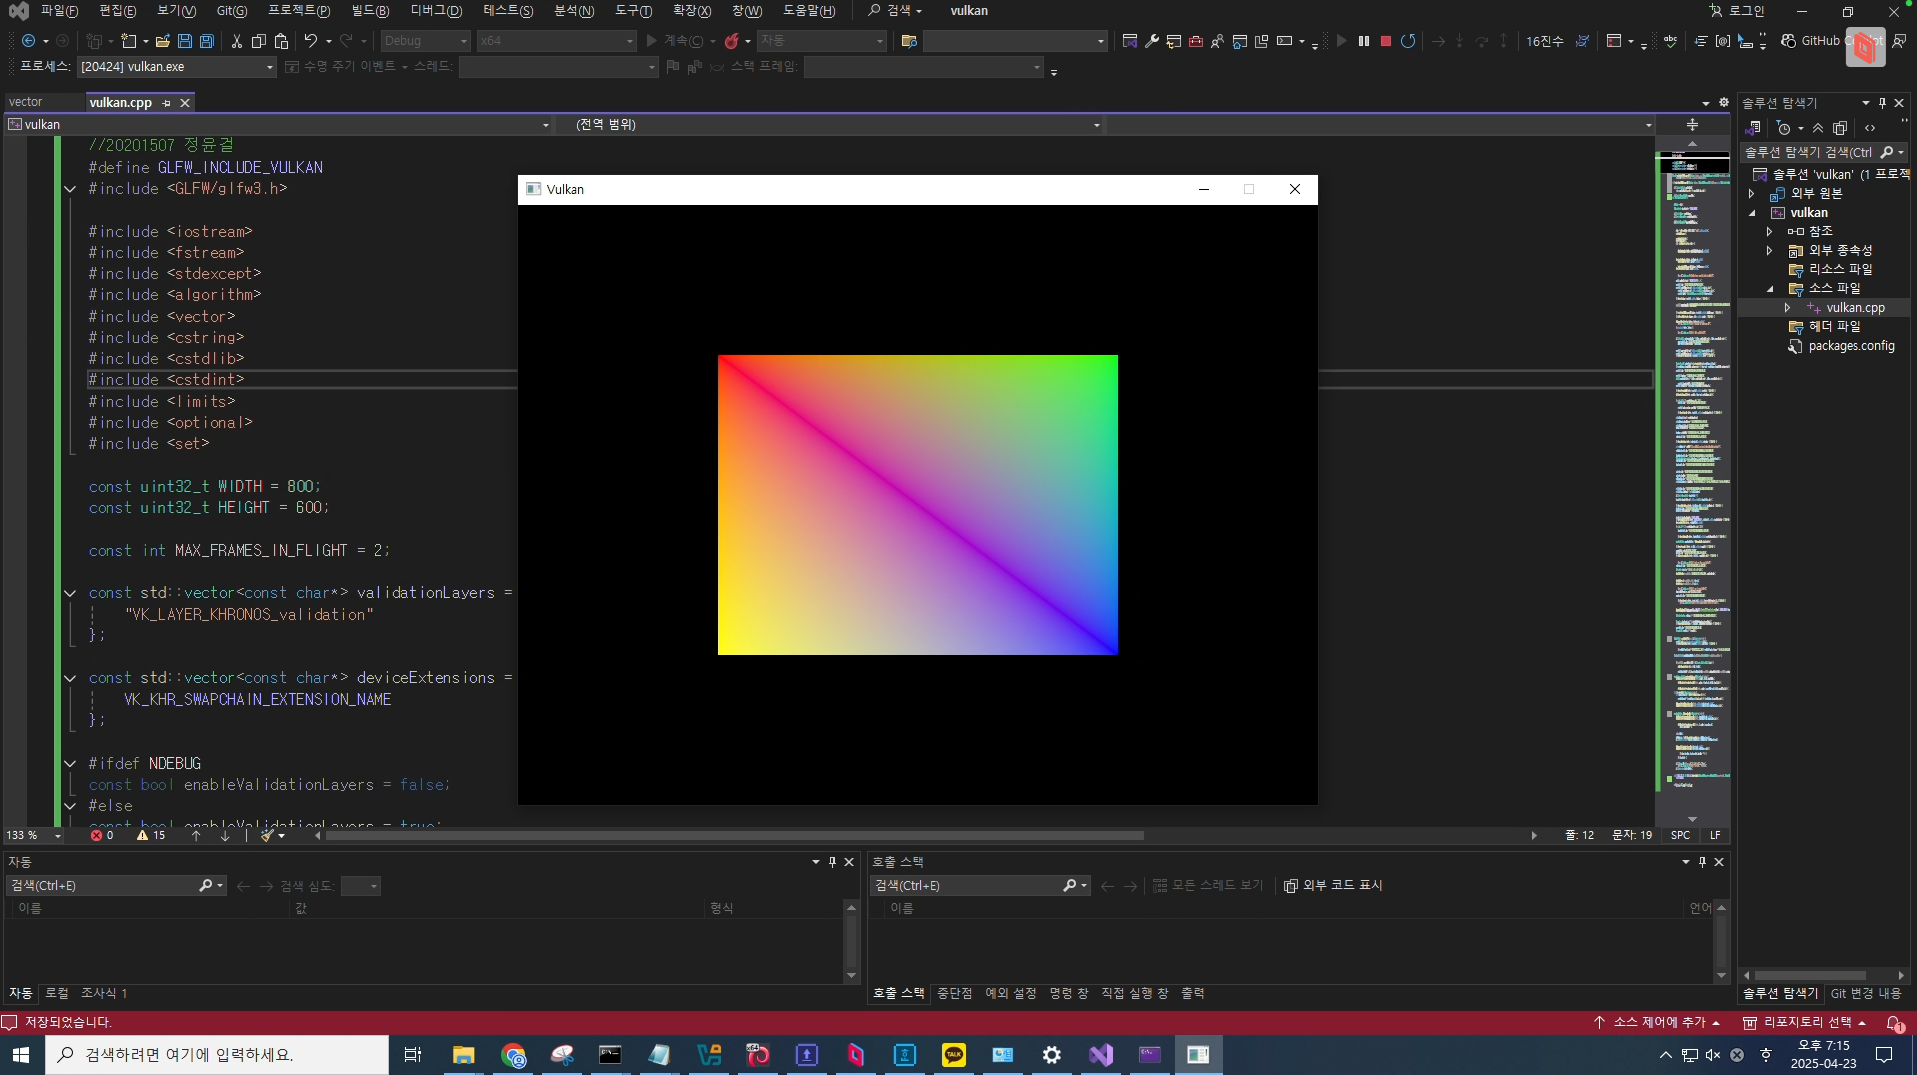 파일(F) 편집(E) 보기(V) Git(G) 프로젝트(P) 빌드(B) 디버그(D) 테스트(S) 분석(N) 도구(T) 확장(X) 창(W) 도움말(H) 검색 vulkan 로그인
Debug x64 계속(C) 자동 16진수 GitHub
프로세스: [20424] vulkan.exe 수명 주기 이벤트 스레드: 스택 프레임:
vector vulkan.cpp
vulkan (전역 범위)
//20201507 정윤걸
#define GLFW_INCLUDE_VULKAN
#include <GLFW/glfw3.h>
#include <iostream>
#include <fstream>
#include <stdexcept>
#include <algorithm>
#include <vector>
#include <cstring>
#include <cstdlib>
#include <cstdint>
#include <limits>
#include <optional>
#include <set>
const uint32_t WIDTH = 800;
const uint32_t HEIGHT = 600;
const int MAX_FRAMES_IN_FLIGHT = 2;
const std::vector<const char*> validationLayers =
"VK_LAYER_KHRONOS_validation"
};
const std::vector<const char*> deviceExtensions =
VK_KHR_SWAPCHAIN_EXTENSION_NAME
};
#ifdef NDEBUG
const bool enableValidationLayers = false;
#else
const bool enableValidationLayers = true;
Vulkan
133 % 0 15 줄: 12 문자: 19 SPC LF
솔루션 탐색기
솔루션 탐색기 검색(Ctrl
솔루션 'vulkan' (1 프로젝
외부 원본
vulkan
참조
외부 종속성
리소스 파일
소스 파일
vulkan.cpp
헤더 파일
packages.config
자동
검색(Ctrl+E) 검색 심도:
이름 값 형식
자동 로컬 조사식 1
호출 스택
검색(Ctrl+E) 모든 스레드 보기 외부 코드 표시
이름 언어
호출 스택 중단점 예외 설정 명령 창 직접 실행 창 출력
솔루션 탐색기 Git 변경 내용
저장되었습니다. 소스 제어에 추가 리포지토리 선택 1
검색하려면 여기에 입력하세요. TALK
오후 7:15
2025-04-23